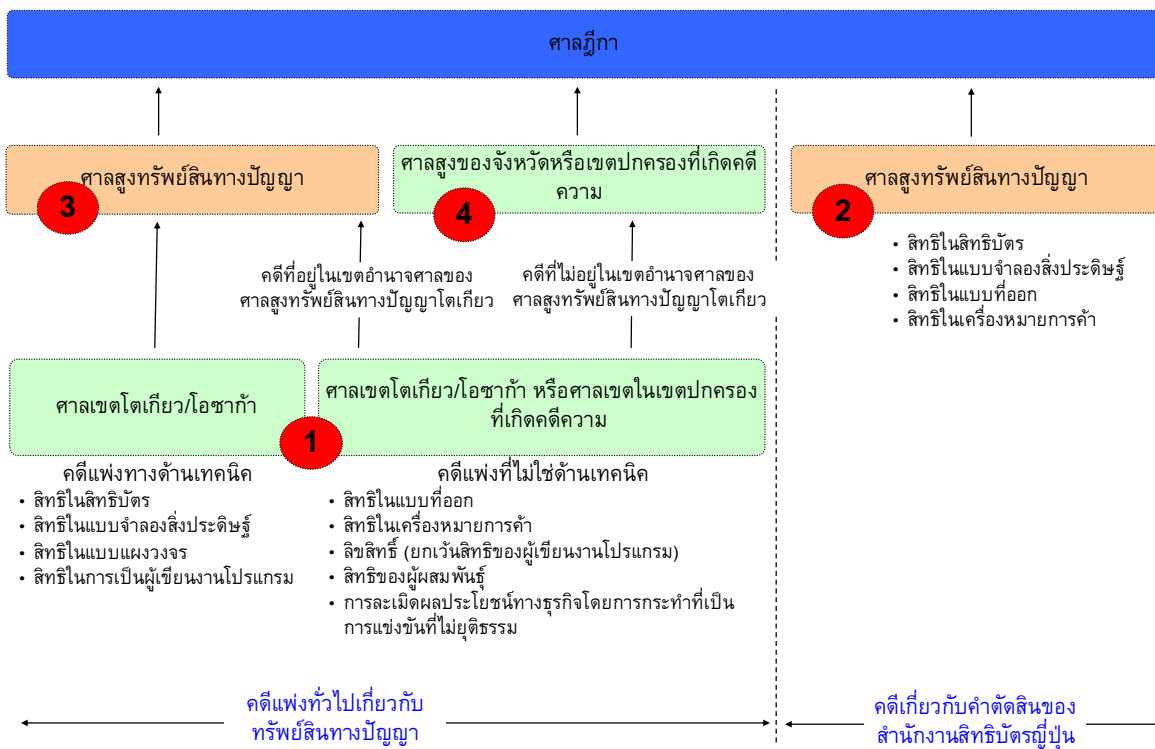 ศาลฎีกา
ศาลสูงทรัพย์สินทางปัญญา
3
ศาลสูงของจังหวัดหรือเขตปกครองที่เกิดคดี
ความ
4
ศาลสูงทรัพย์สินทางปัญญา
2
• สิทธิในสิทธิบัตร
• สิทธิในแบบจำลองสิ่งประดิษฐ์
• สิทธิในแบบที่ออก
• สิทธิในเครื่องหมายการค้า
คดีที่อยู่ในเขตอำนาจศาลของ
ศาลสูงทรัพย์สินทางปัญญาโตเกียว
คดีที่ไม่อยู่ในเขตอำนาจศาลของ
ศาลสูงทรัพย์สินทางปัญญาโตเกียว
ศาลเขตโตเกียว/โอซาก้า
1
ศาลเขตโตเกียว/โอซาก้า หรือศาลเขตในเขตปกครอง
ที่เกิดคดีความ
คดีแพ่งทางด้านเทคนิค
• สิทธิในสิทธิบัตร
• สิทธิในแบบจำลองสิ่งประดิษฐ์
• สิทธิในแบบแผงวงจร
• สิทธิในการเป็นผู้เขียนงานโปรแกรม
คดีแพ่งที่ไม่ใช่ด้านเทคนิค
• สิทธิในแบบที่ออก
• สิทธิในเครื่องหมายการค้า
• ลิขสิทธิ์ (ยกเว้นสิทธิของผู้เขียนงานโปรแกรม)
• สิทธิของผู้ผสมพันธุ์
• การละเมิดผลประโยชน์ทางธุรกิจโดยการกระทำที่เป็น
การแข่งขันที่ไม่ยุติธรรม
คดีแพ่งทั่วไปเกี่ยวกับ
ทรัพย์สินทางปัญญา
คดีเกี่ยวกับคำตัดสินของ
สำนักงานสิทธิบัตรญี่ปุ่น